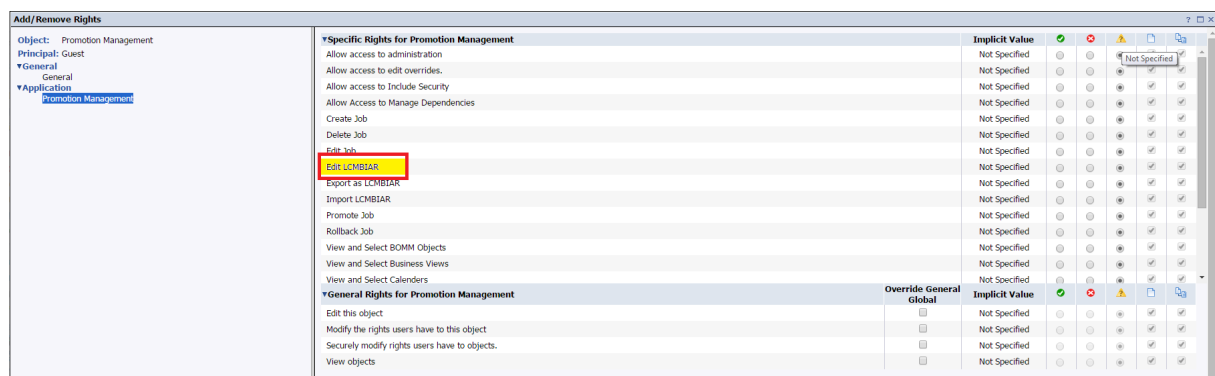 Add/Remove Rights
Object: Promotion Management
Principal: Guest
General
General
Application
Promotion Management
Specific Rights for Promotion Management Implicit Value
Allow access to administration Not Specified
Not Specified
Allow access to edit overrides. Not Specified
Allow access to Include Security Not Specified
Allow Access to Manage Dependencies Not Specified
Create Job Not Specified
Delete Job Not Specified
Edit Job Not Specified
Edit LCMBIAR Not Specified
Export as LCMBIAR Not Specified
Import LCMBIAR Not Specified
Promote Job Not Specified
Rollback Job Not Specified
View and Select BOMM Objects Not Specified
View and Select Business Views Not Specified
View and Select Calenders Not Specified
General Rights for Promotion Management Override General Global Implicit Value
Edit this object Not Specified
Modify the rights users have to this object Not Specified
Securely modify rights users have to objects. Not Specified
View objects Not Specified